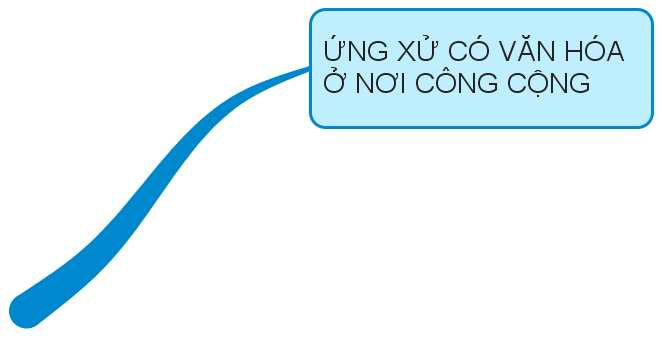 ỨNG XỬ CÓ VĂN HÓA
Ở NƠI CÔNG CỘNG